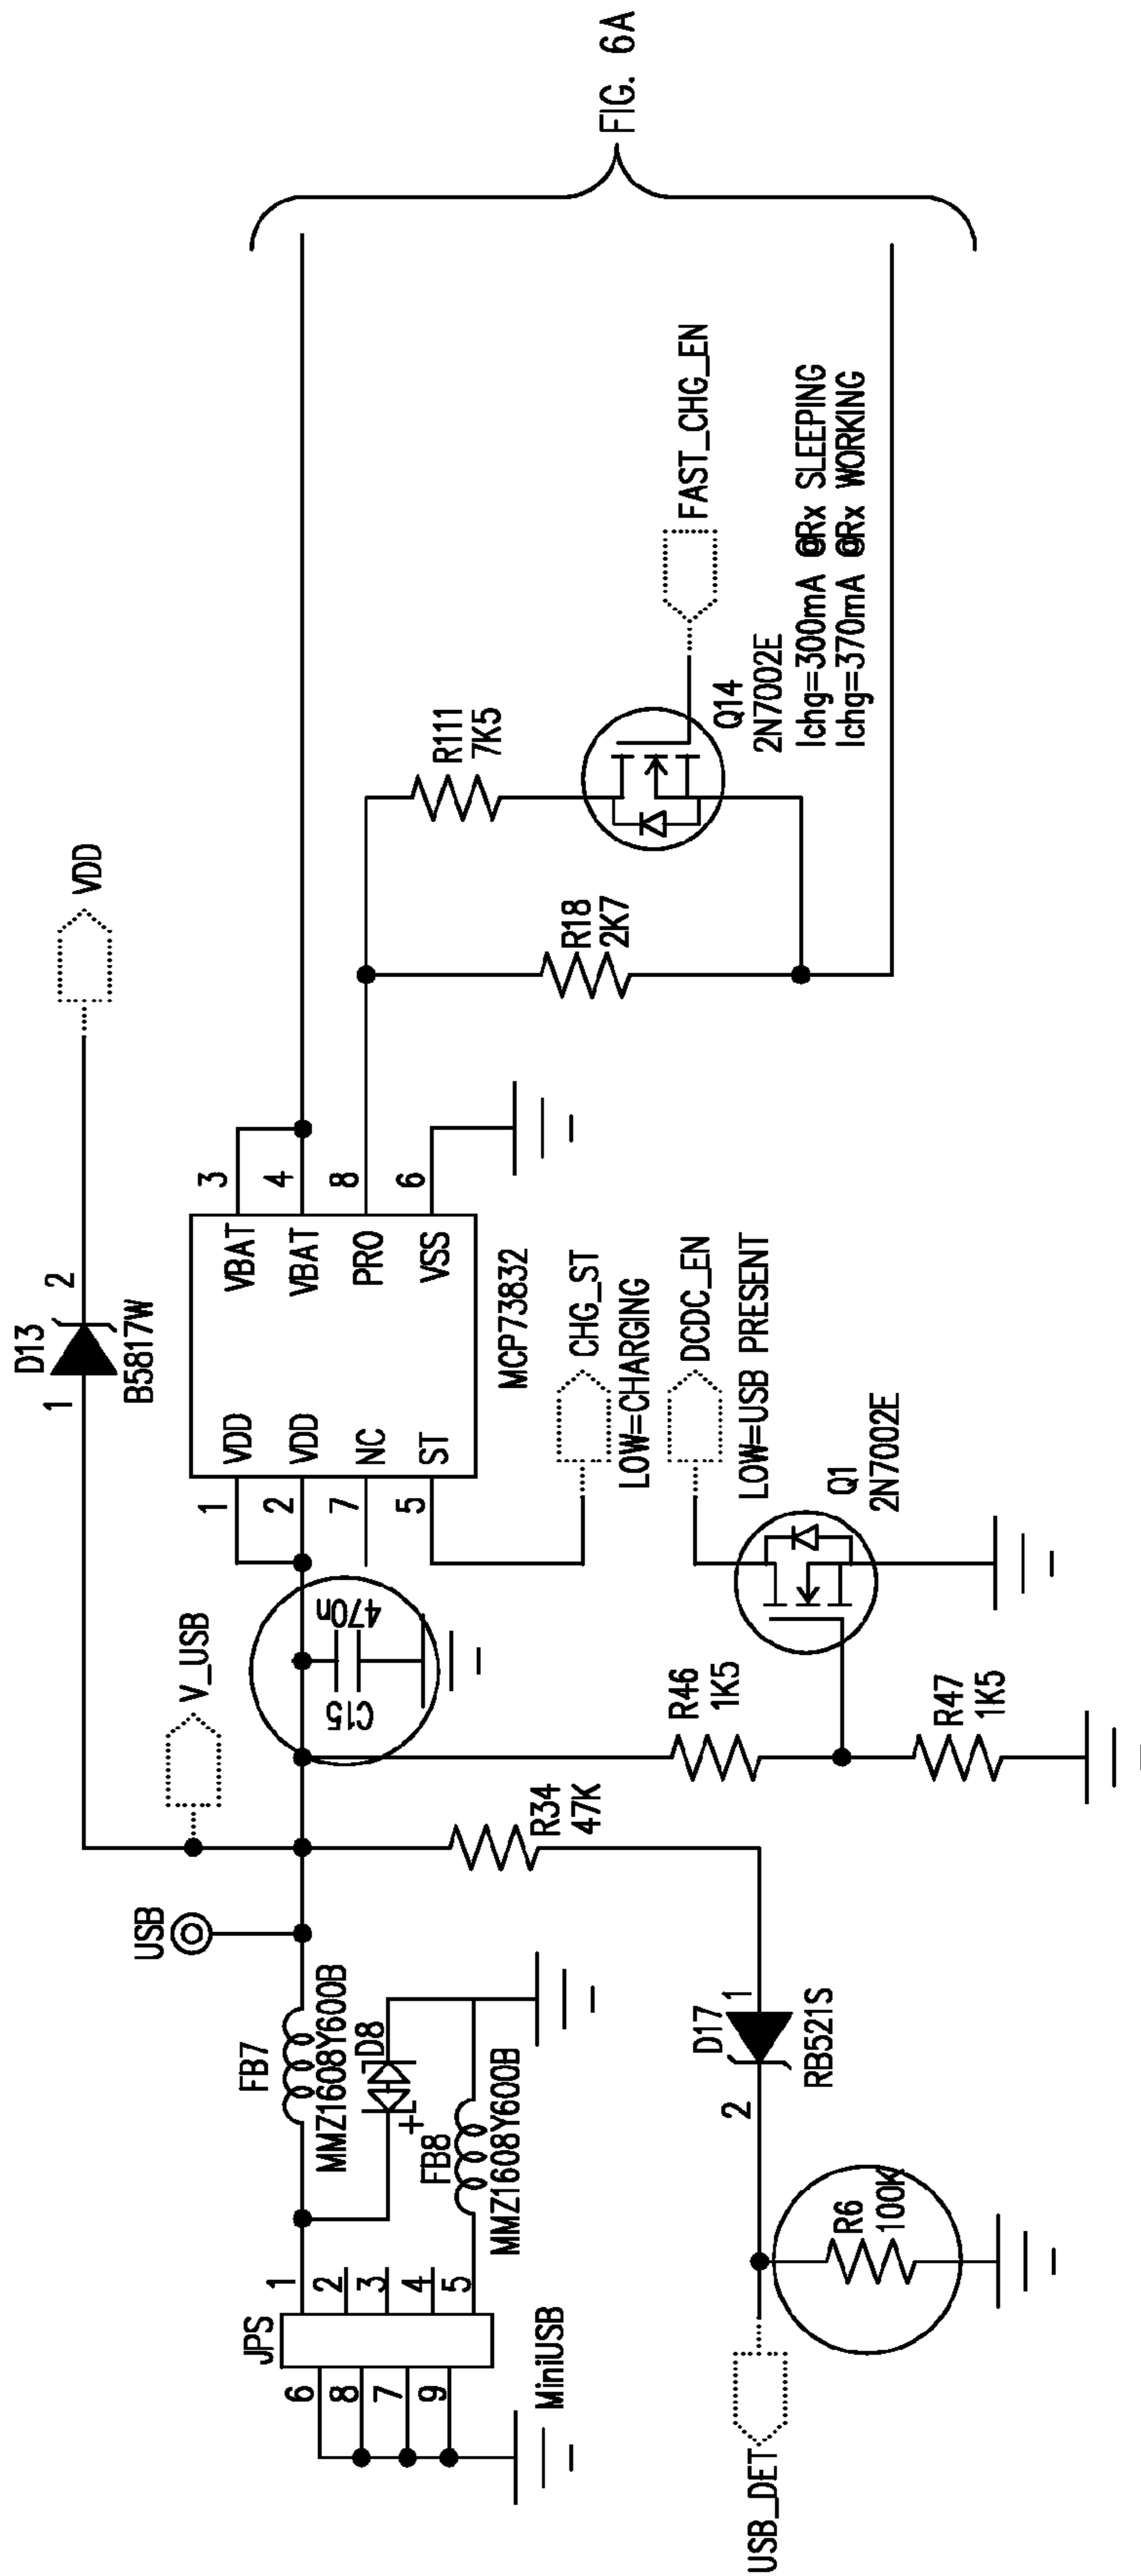 FIG. 6A
VDD
D13
1
2
B5817W
V_USB
USB
FB7
MMZ1608Y600B
D8
+
FB8
MMZ1608Y600B
JPS
1
2
3
4
5
6
8
7
9
MiniUSB
C15
470n
1
2
7
5
VDD
VDD
NC
ST
VBAT
VBAT
PRO
VSS
3
4
8
6
MCP73832
CHG_ST
LOW=CHARGING
DCDC_EN
LOW=USB PRESENT
Q1
2N7002E
R46
1K5
R47
1K5
R34
47K
D17
1
2
RB521S
R6
100K
USB_DET
R18
2K7
R111
7K5
Q14
2N7002E
FAST_CHG_EN
Ichg=300mA @Rx SLEEPING
Ichg=370mA @Rx WORKING